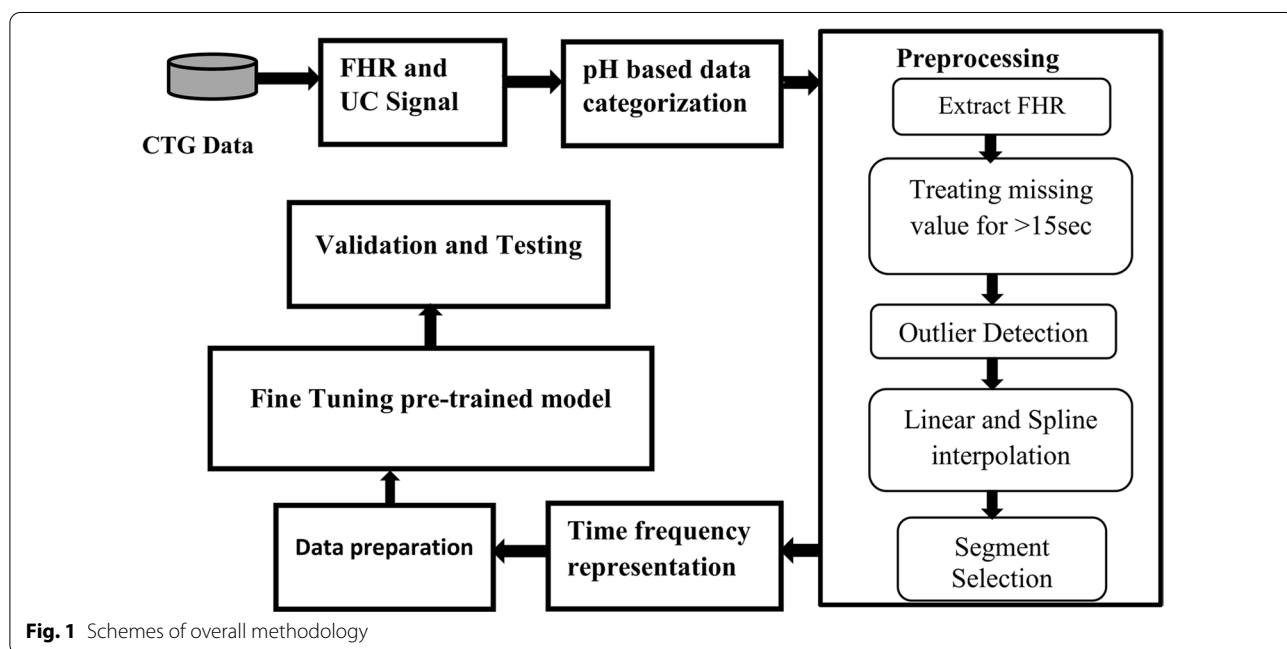 CTG Data
FHR and
UC Signal
pH based data
categorization
Preprocessing
Extract FHR
Treating missing
value for >15sec
Outlier Detection
Linear and Spline
interpolation
Segment
Selection
Time frequency
representation
Data preparation
Fine Tuning pre-trained model
Validation and Testing
Fig. 1 Schemes of overall methodology